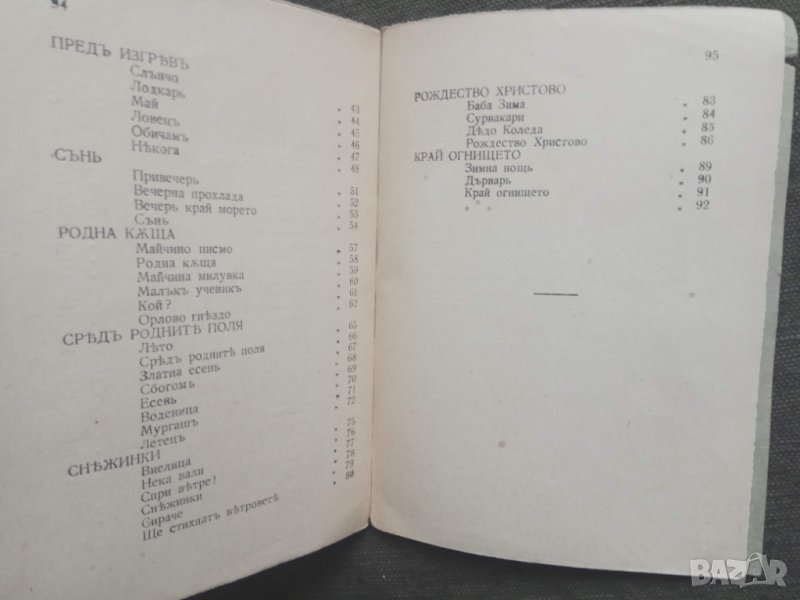 94
ПРЕДЪ ИЗГРѢВЪ
Слънчо „ 43
Лодкарь „ 44
Май „ 45
Ловецъ „ 46
Обичамъ „ 47
Нѣкога „ 48
СЪНЬ
Привечерь „ 51
Вечерна прохлада „ 52
Вечерь край морето „ 53
Сънь „ 54
РОДНА КѪЩА
Майчино писмо „ 57
Родна кѫща „ 58
Майчина милувка „ 59
Малъкъ ученикъ „ 60
Кой? „ 61
Орлово гнѣздо „ 62
СРѢДЪ РОДНИТѢ ПОЛЯ
Лѣто „ 65
Срѣдъ роднитѣ поля „ 66
Златна есень „ 67
Сбогомъ „ 68
Есень „ 69
Воденица „ 70
Мургашъ „ 71
Летецъ „ 72
СНѢЖИНКИ
Виелица „ 75
Нека вали „ 76
Спри вѣтре! „ 77
Снѣжинки „ 78
Сираче „ 79
Ще стихнатъ вѣтроветѣ „ 80
95
РОЖДЕСТВО ХРИСТОВО
Баба Зима „ 83
Сурвакари „ 84
Дѣдо Коледа „ 85
Рождество Христово „ 86
КРАЙ ОГНИЩЕТО
Зимна нощь „ 89
Дърварь „ 90
Край огнището „ 91
„ „ „ 92
BAZAR
bg